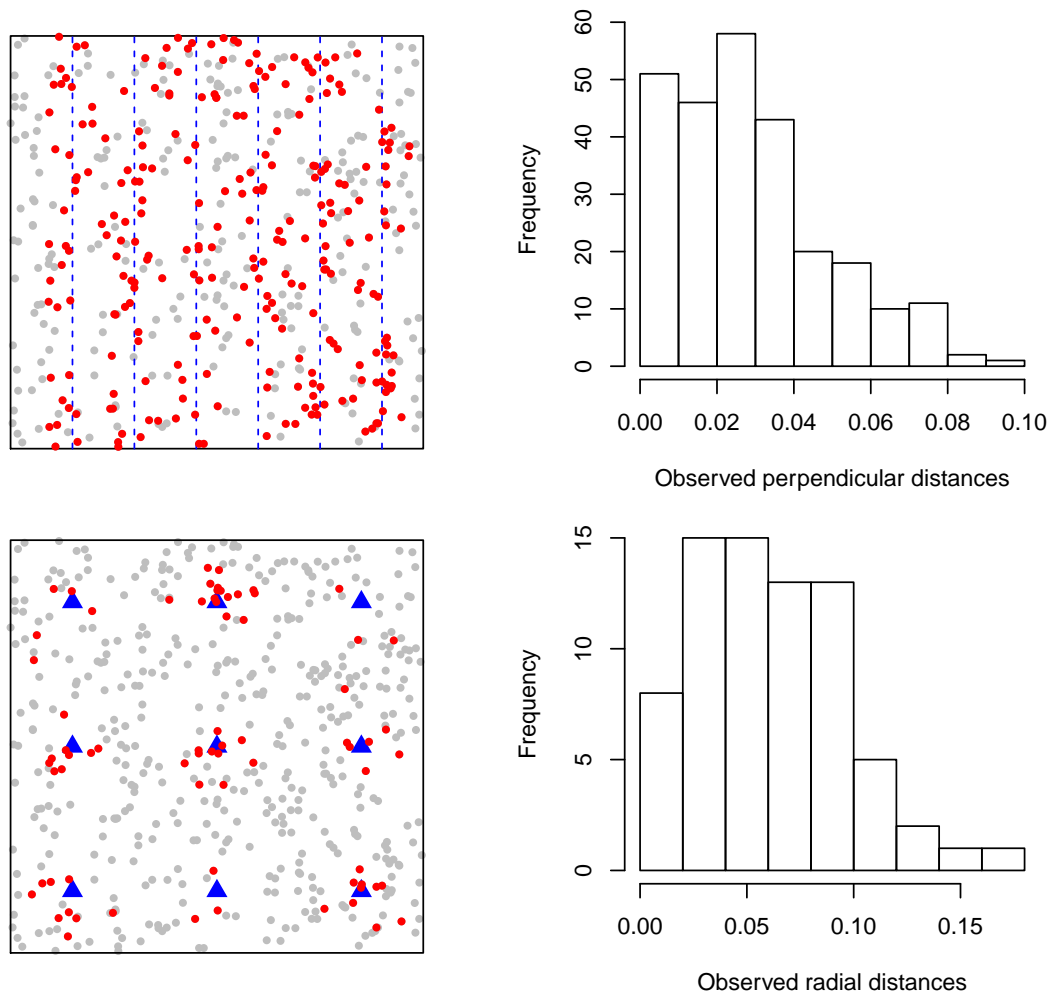 60
50
40
30
20
10
0
Frequency
0.00 0.02 0.04 0.06 0.08 0.10
Observed perpendicular distances
15
10
5
0
Frequency
0.00 0.05 0.10 0.15
Observed radial distances